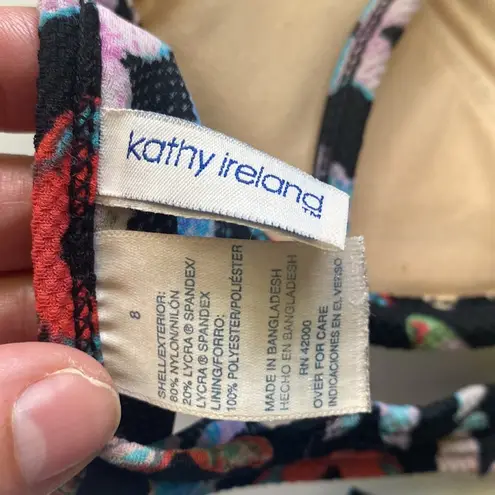 kathy ireland
TM
8
SHELL/EXTERIOR:
80% NYLON/NILÓN
20% LYCRA ® SPANDEX/
LYCRA ® SPANDEX
LINING/FORRO:
100% POLYESTER/POLIÉSTER
MADE IN BANGLADESH
HECHO EN BANGLADESH
RN 42000
OVER FOR CARE
INDICACIONES EN EL REVERSO